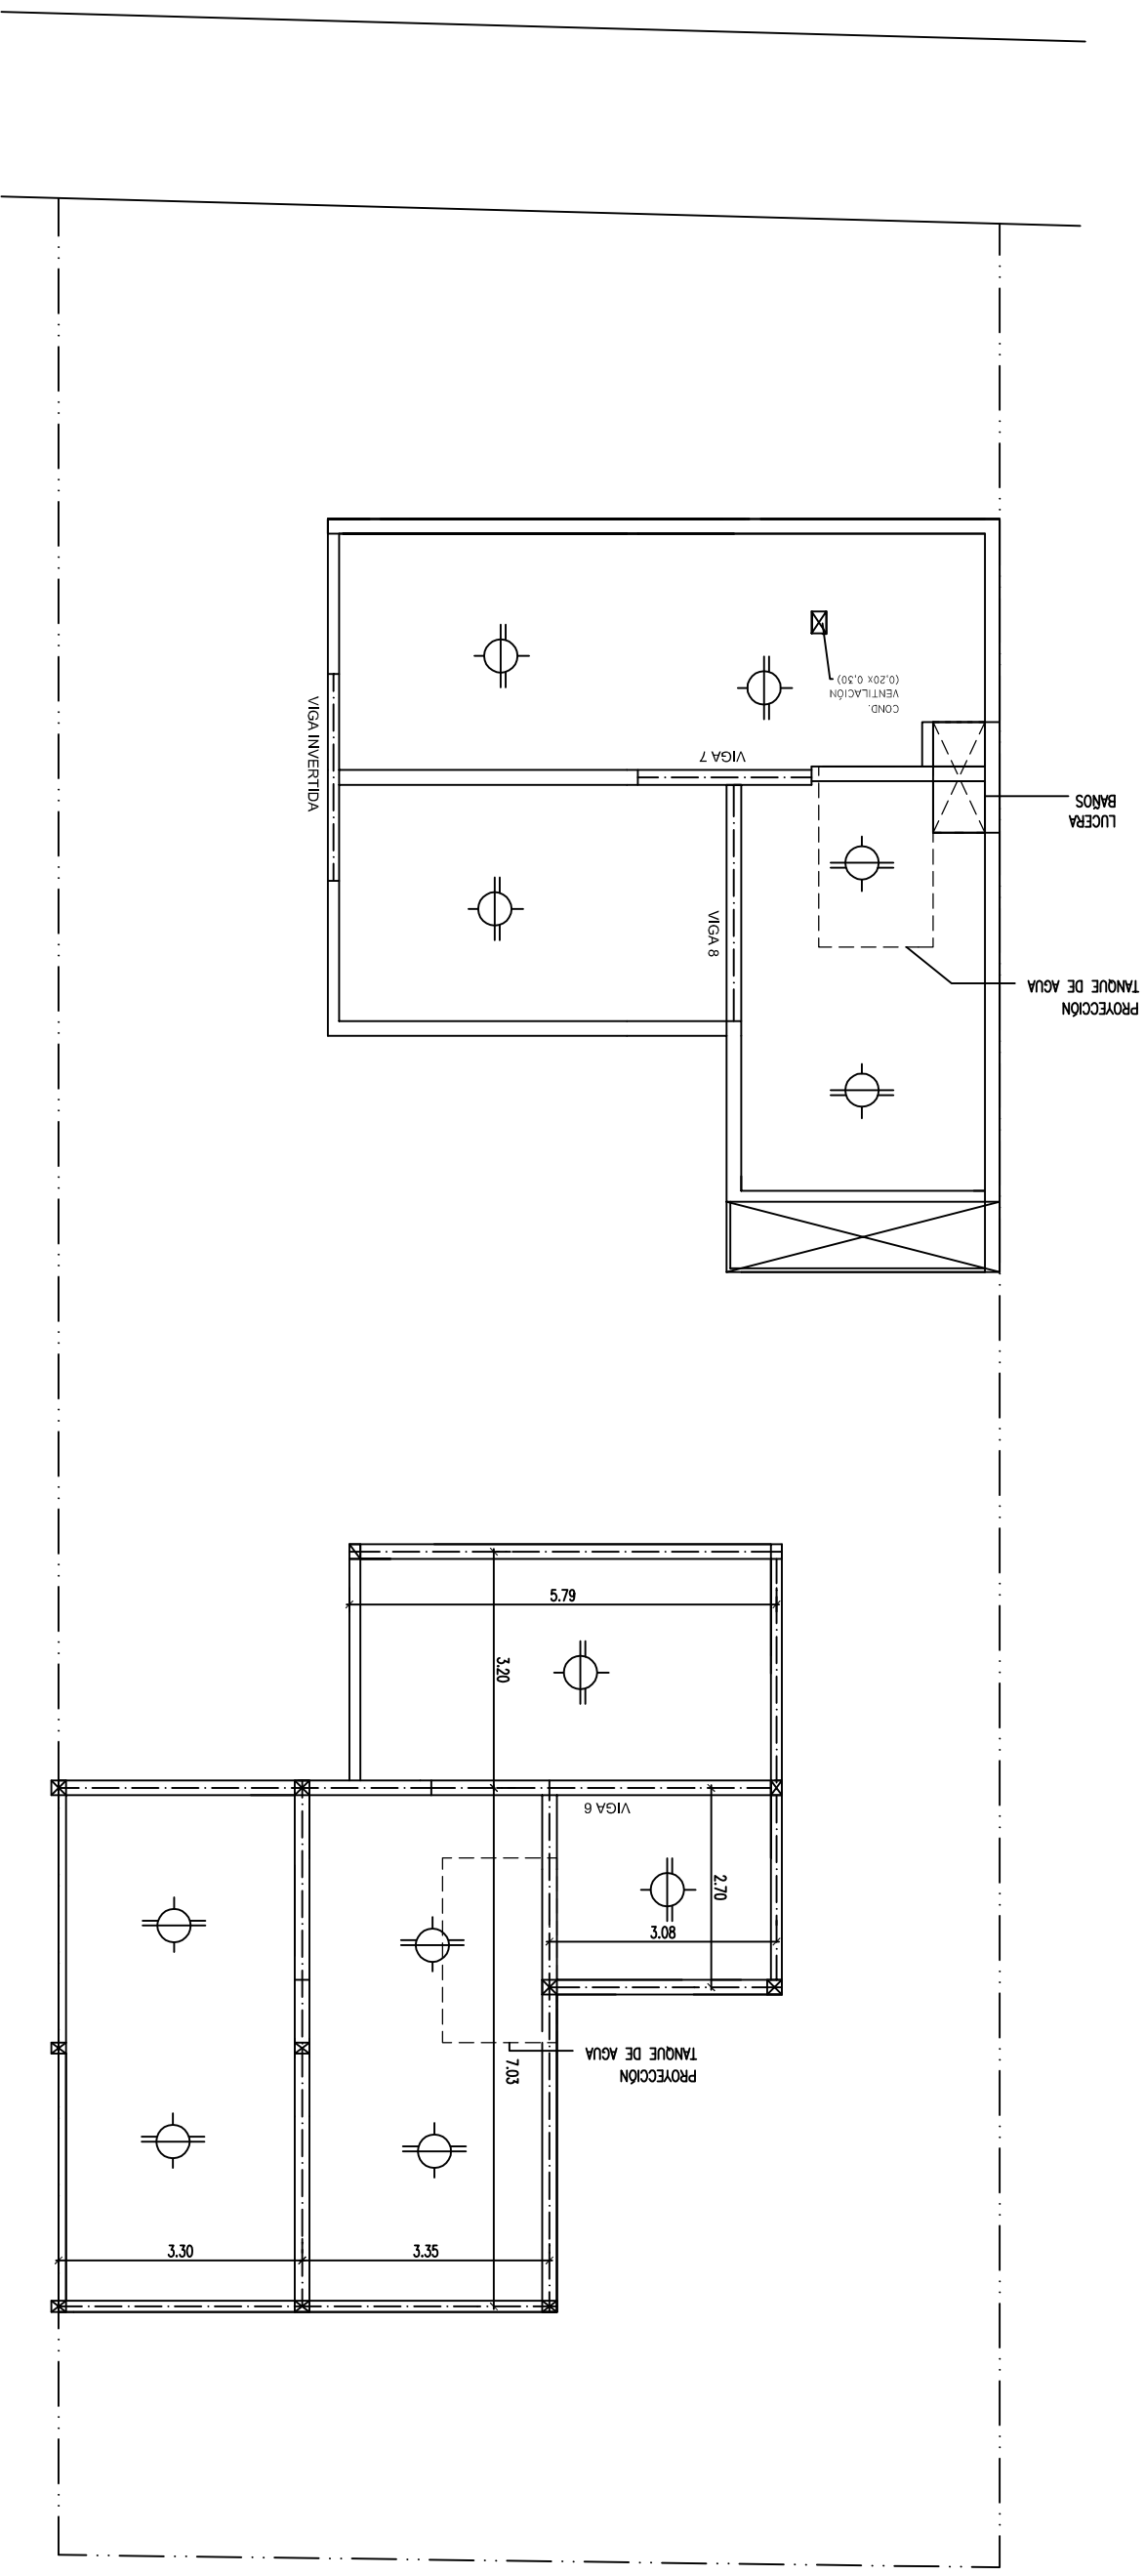 COND.
VENTILACIÓN
(0,20x 0,30)
VIGA INVERTIDA
VIGA 7
LUCERA
BAÑOS
VIGA 8
PROYECCIÓN
TANQUE DE AGUA
5.79
3.20
VIGA 6
2.70
3.08
PROYECCIÓN
TANQUE DE AGUA
7.03
3.30
3.35